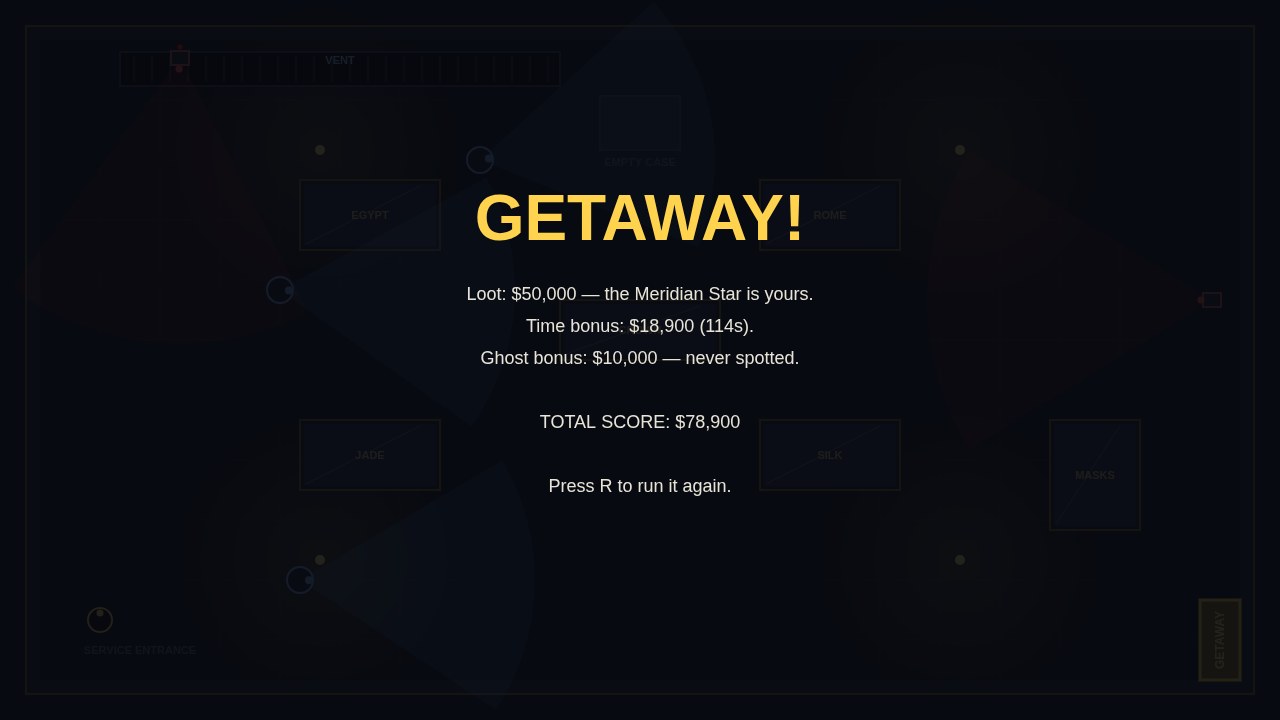 VENT
EMPTY CASE
EGYPT
ROME
GETAWAY!
Loot: $50,000 — the Meridian Star is yours.
Time bonus: $18,900 (114s).
Ghost bonus: $10,000 — never spotted.
TOTAL SCORE: $78,900
JADE
SILK
MASKS
Press R to run it again.
SERVICE ENTRANCE
GETAWAY